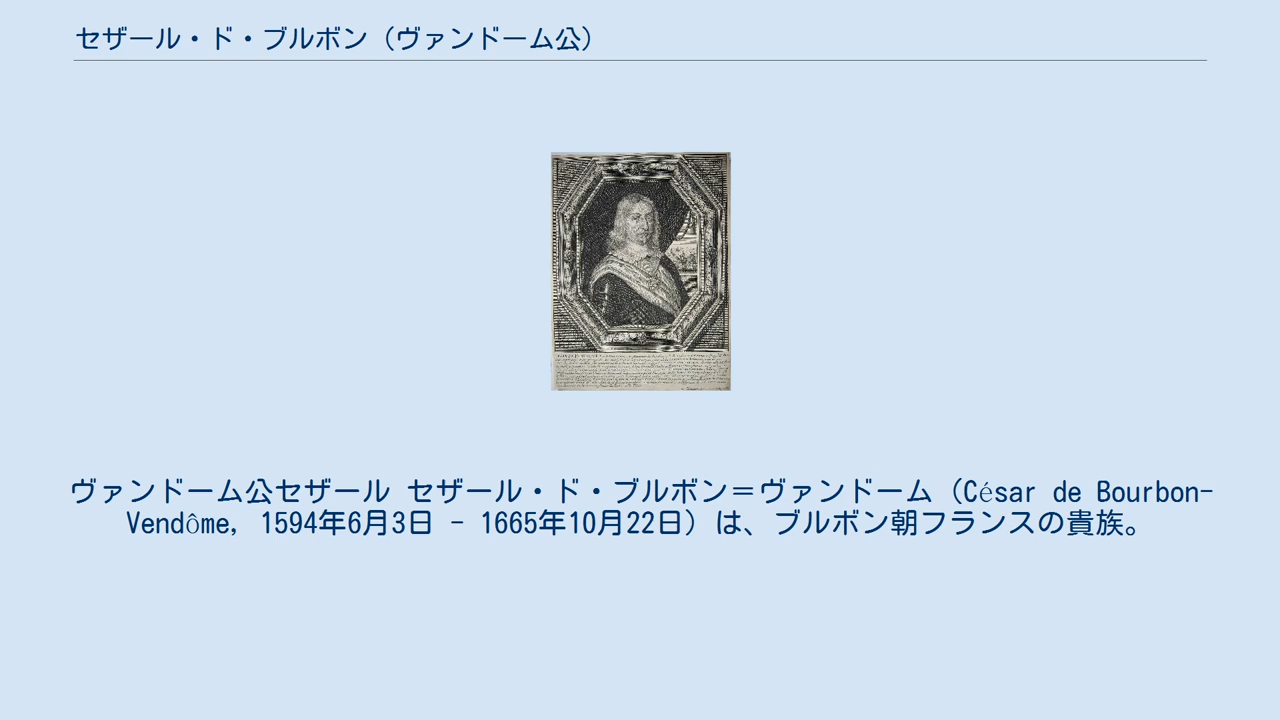 セザール・ド・ブルボン（ヴァンドーム公）
ヴァンドーム公セザール セザール・ド・ブルボン＝ヴァンドーム（César de Bourbon-
Vendôme, 1594年6月3日 - 1665年10月22日）は、ブルボン朝フランスの貴族。